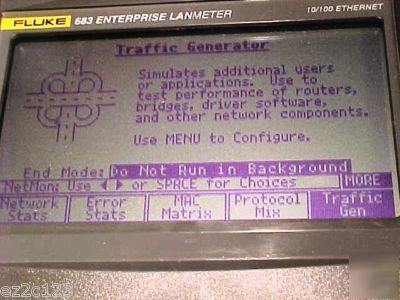 FLUKE 683 ENTERPRISE LANMETER 10/100 ETHERNET
Traffic Generator
Simulates additional users
or applications. Use to
test performance of routers,
bridges, driver software,
and other network components.
Use MENU to Configure.
End Mode: Do Not Run in Background
NetMon: Use ◀ ▶ or SPACE for Choices MORE
Network Stats
Error Stats
MAC Matrix
Protocol Mix
Traffic Gen
ez2c123